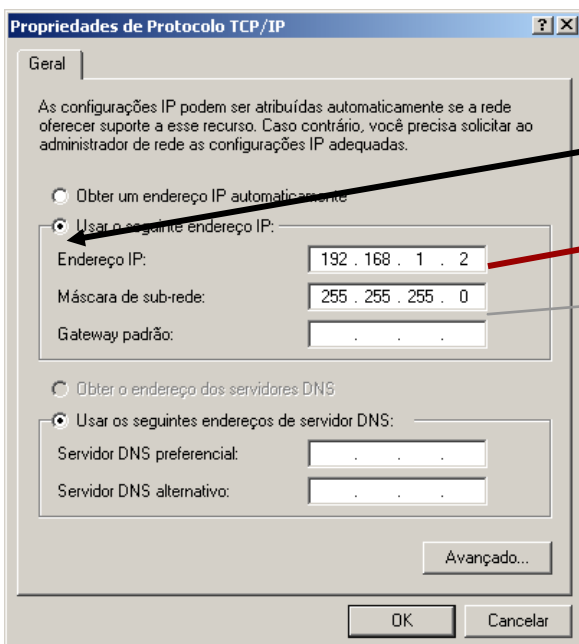 Propriedades de Protocolo TCP/IP
Geral
As configurações IP podem ser atribuídas automaticamente se a rede
oferecer suporte a esse recurso. Caso contrário, você precisa solicitar ao
administrador de rede as configurações IP adequadas.
Obter um endereço IP automaticamente
Usar o seguinte endereço IP:
Endereço IP: 192 . 168 . 1 . 2
Máscara de sub-rede: 255 . 255 . 255 . 0
Gateway padrão: . . .
Obter o endereço dos servidores DNS
Usar os seguintes endereços de servidor DNS:
Servidor DNS preferencial: . . .
Servidor DNS alternativo: . . .
Avançado...
OK Cancelar